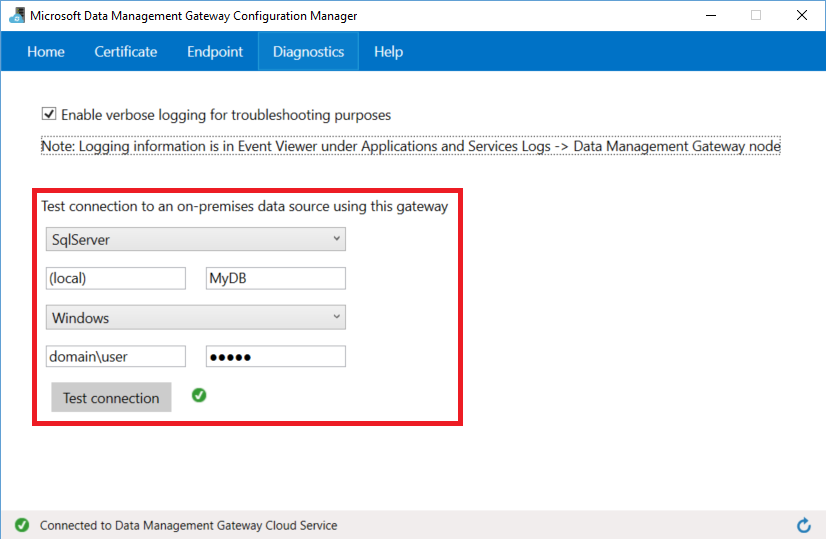 Microsoft Data Management Gateway Configuration Manager
Home Certificate Endpoint Diagnostics Help
Enable verbose logging for troubleshooting purposes
Note: Logging information is in Event Viewer under Applications and Services Logs -> Data Management Gateway node
Test connection to an on-premises data source using this gateway
SqlServer
(local) MyDB
Windows
domain\user ●●●●●
Test connection
Connected to Data Management Gateway Cloud Service